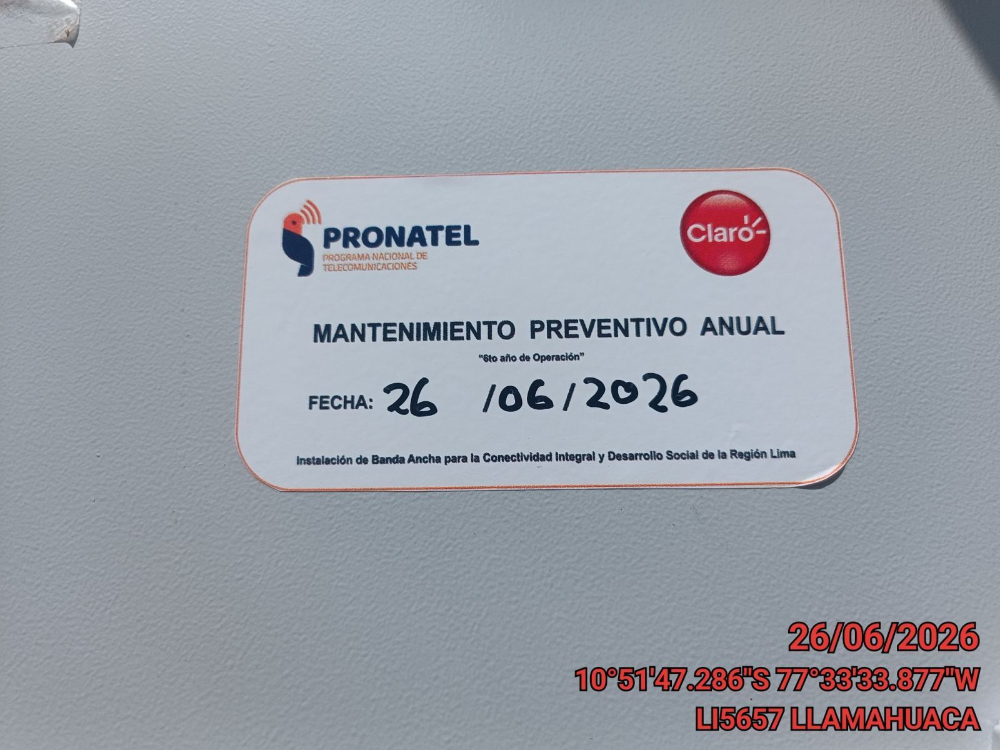 PRONATEL
PROGRAMA NACIONAL DE
TELECOMUNICACIONES
Claro
MANTENIMIENTO PREVENTIVO ANUAL
“6to año de Operación”
FECHA: 26 /06/2026
Instalación de Banda Ancha para la Conectividad Integral y Desarrollo Social de la Región Lima
26/06/2026
10°51'47.286"S 77°33'33.877"W
LI5657 LLAMAHUACA